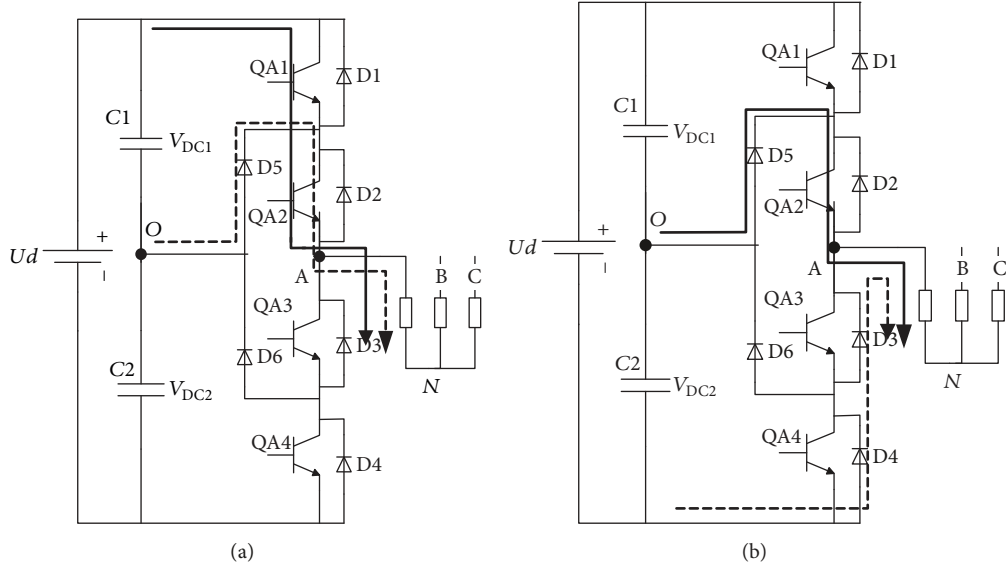 QA1
D1
C1
V_DC1
D5
D2
QA2
O
Ud
+
–
A
B
C
QA3
D6
D3
C2
V_DC2
N
QA4
D4
(a)
QA1
D1
C1
V_DC1
D5
D2
QA2
O
Ud
+
–
A
B
C
QA3
D6
D3
C2
V_DC2
N
QA4
D4
(b)